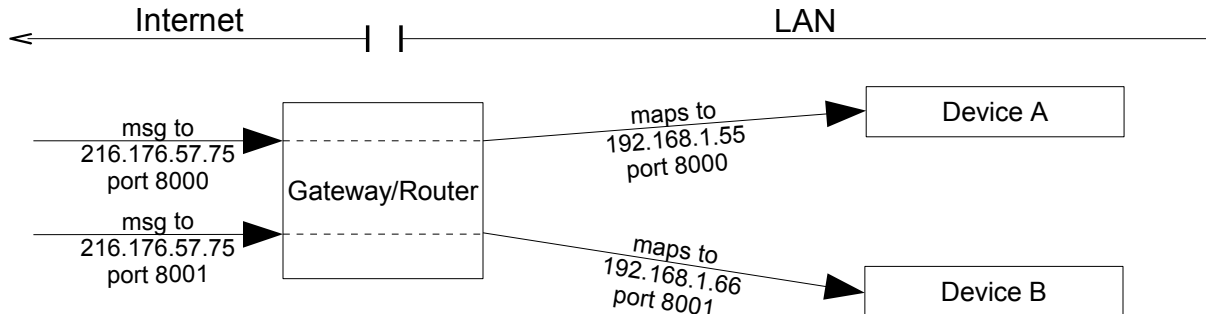 Internet
LAN
msg to
216.176.57.75
port 8000
maps to
192.168.1.55
port 8000
Device A
Gateway/Router
msg to
216.176.57.75
port 8001
maps to
192.168.1.66
port 8001
Device B